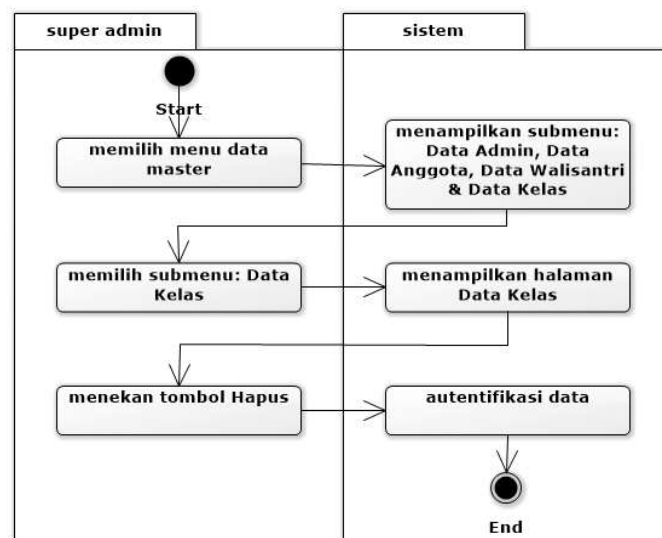 super admin
sistem
Start
memilih menu data
master
menampilkan submenu:
Data Admin, Data
Anggota, Data Walisantri
& Data Kelas
memilih submenu: Data
Kelas
menampilkan halaman
Data Kelas
menekan tombol Hapus
autentifikasi data
End